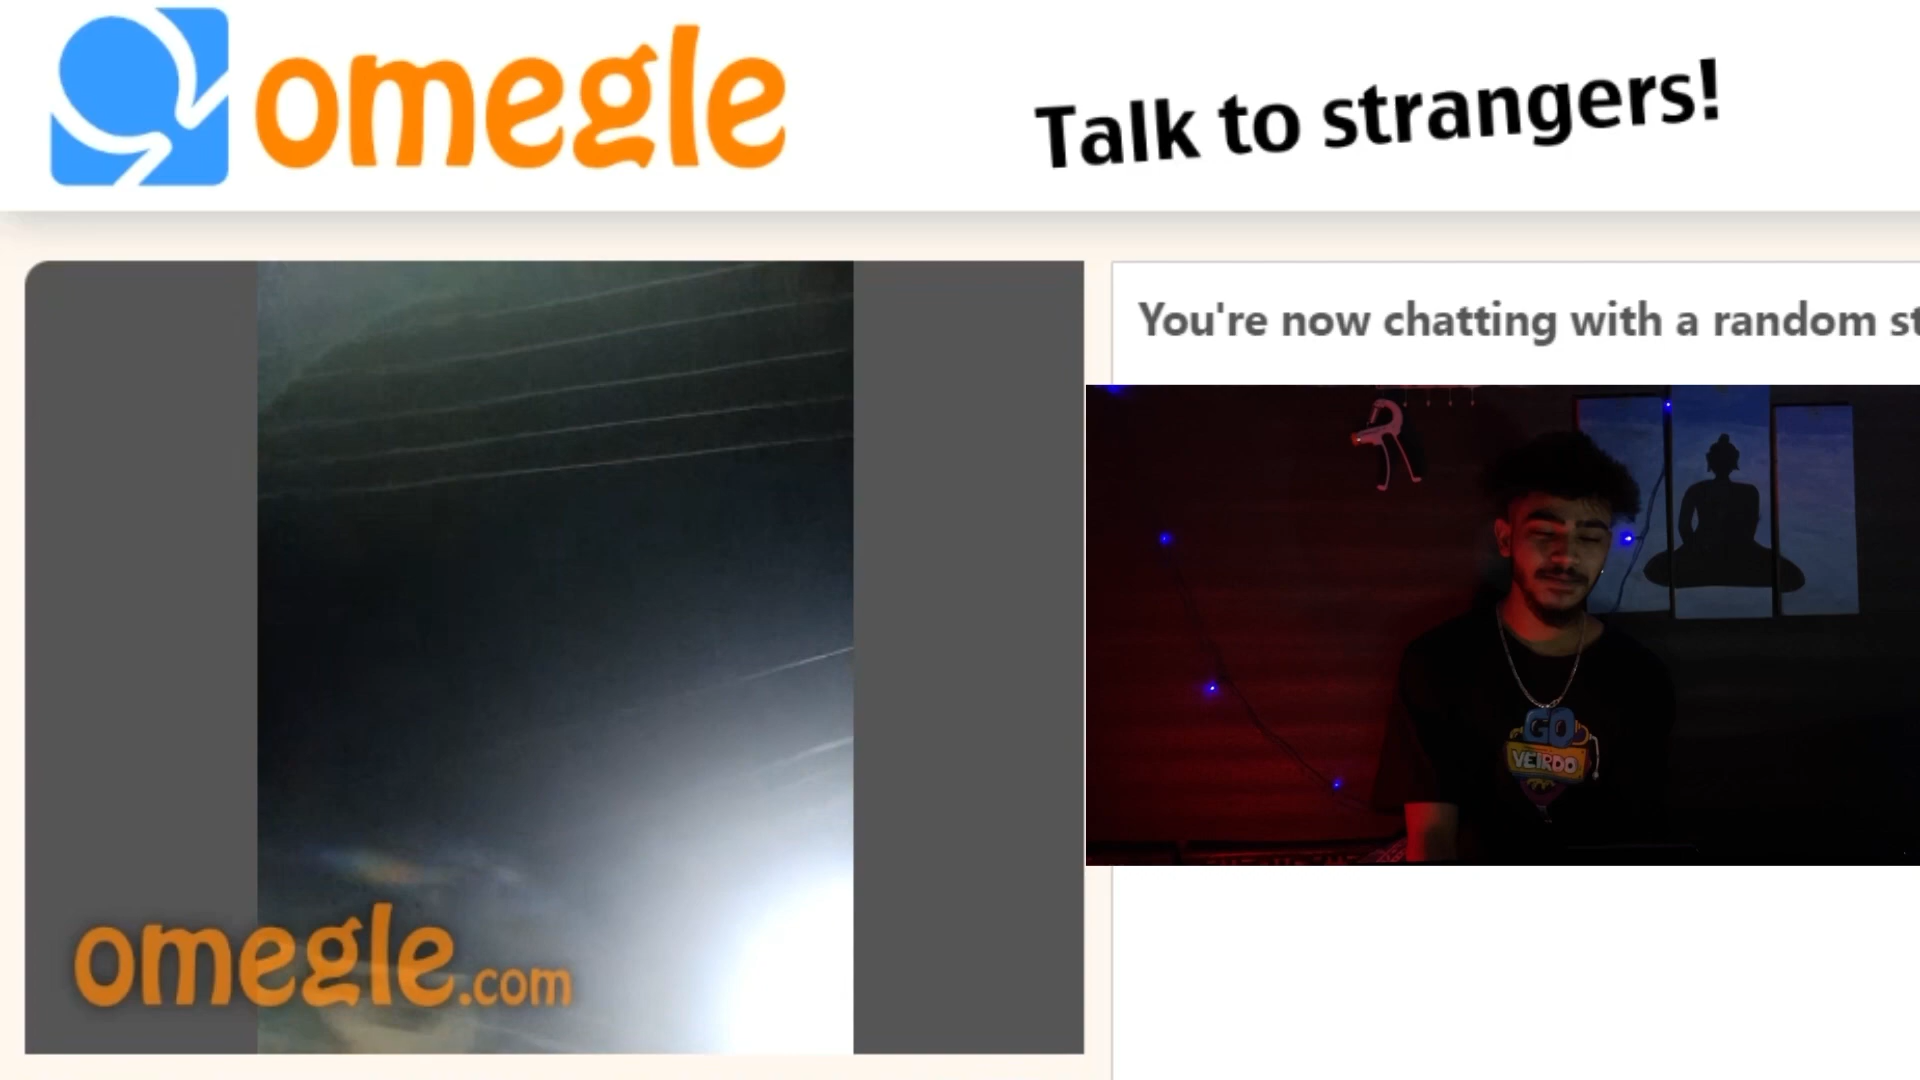 omegle
Talk to strangers!
You're now chatting with a random st
GO
VEIRDO
omegle.com